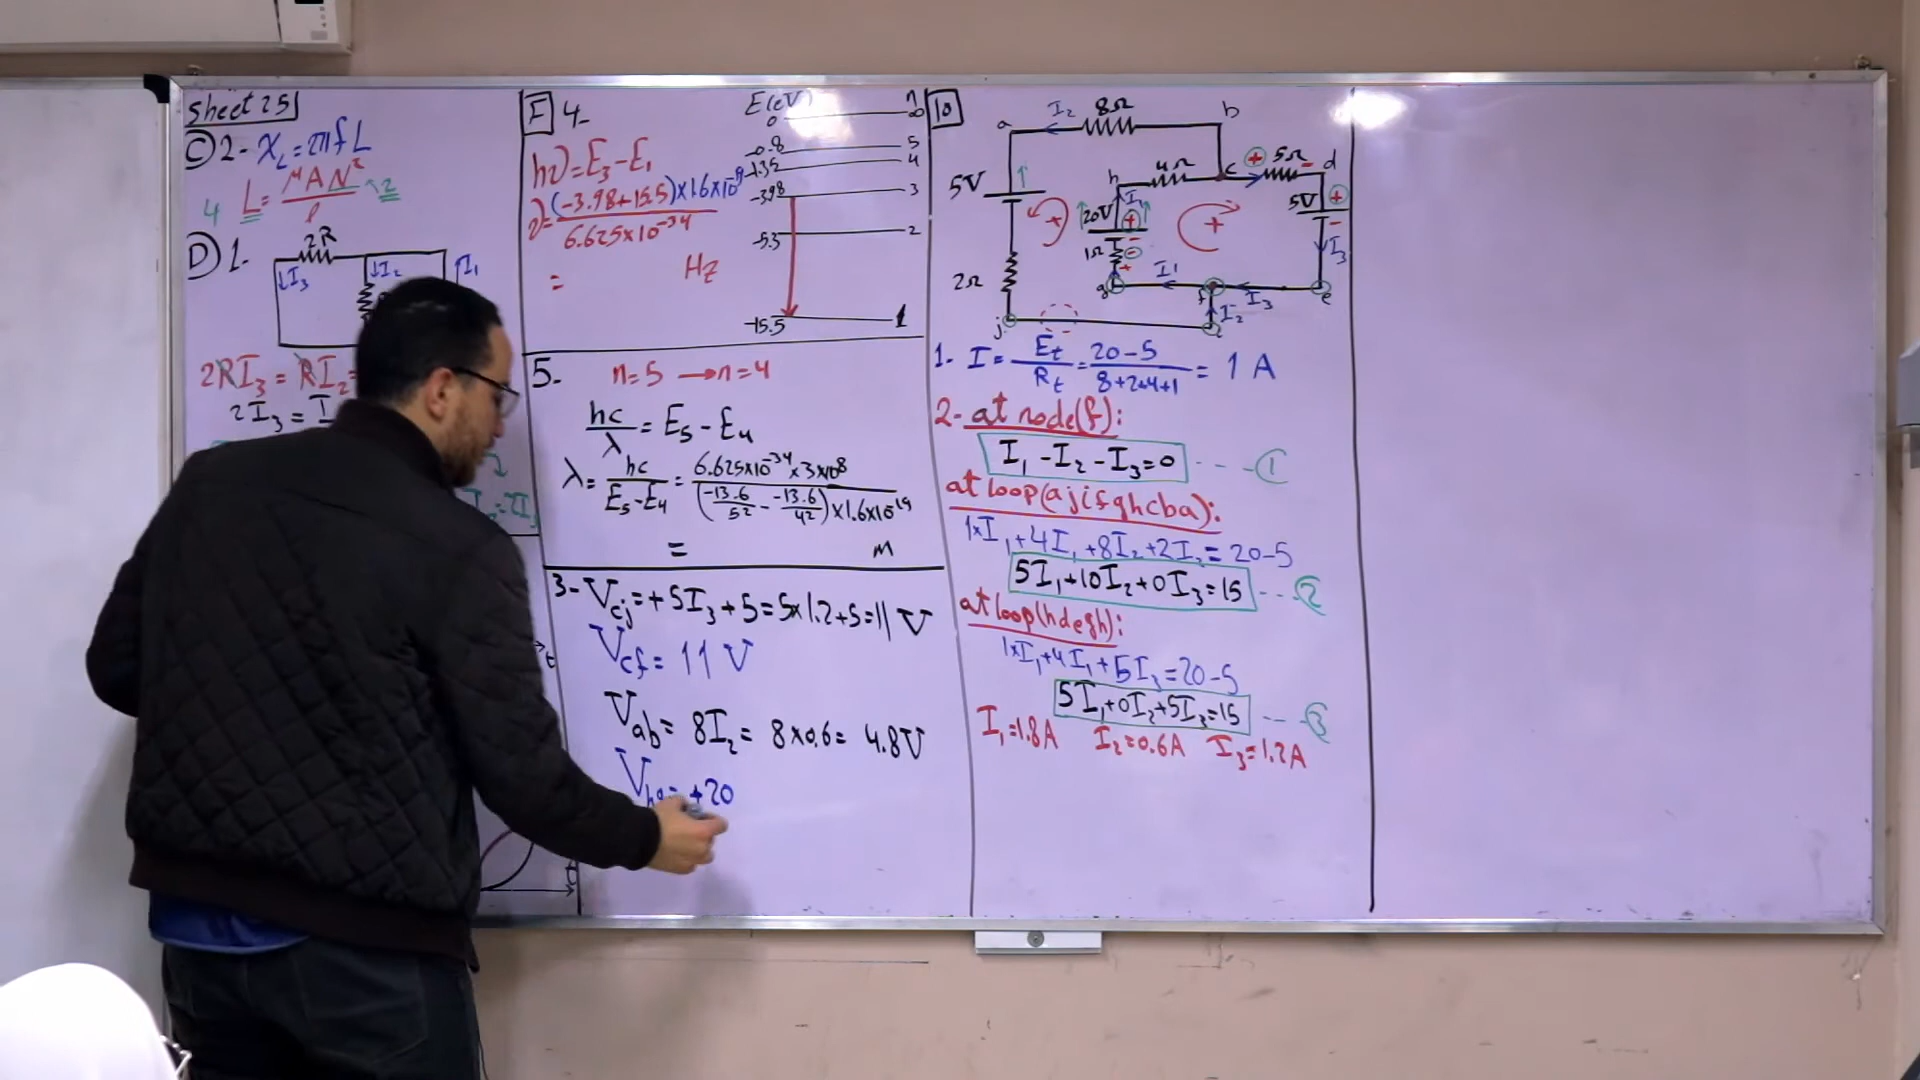 Sheet 25
C 2- X_L = 2πfL
4 L = μAN² / l → 2
D 1.
2R
↓I₃ ↓I₂ ↑I₁
2RI₃ = RI₂ =
2I₃ = I
F 4-
hν = E₃ - E₁
ν = (-3.98+15.5)×1.6×10⁻¹⁹ / 6.625×10⁻³⁴
= Hz
E(eV) n
0 ∞
-0.8 5
-1.35 4
-3.98 3
-5.3 2
-15.5 1
5- n=5 → n=4
hc/λ = E₅ - E₄
λ = hc / (E₅-E₄) = 6.625×10⁻³⁴ × 3×10⁸ / (-13.6/5² - -13.6/4²) × 1.6×10⁻¹⁹
= m
3- V_cj = +5I₃ + 5 = 5×1.2+5 = 11 V
V_cf = 11 V
V_ab = 8I₂ = 8×0.6 = 4.8V
V_hg = +20
10
a I₂ 8Ω b
h 4Ω c + 5Ω - d
5V 20V I₁ + - 5V + -
1Ω - + I₃
2Ω g I₁ f I₃ e
j I₂ i
1- I = E_t / R_t = 20-5 / 8+2+4+1 = 1 A
2- at node(f):
I₁ - I₂ - I₃ = 0 --- ①
at loop(ajifghcba):
1×I₁+4I₁+8I₂+2I₂ = 20-5
5I₁+10I₂+0I₃=15 --- ②
at loop(hdegh):
1×I₁+4I₁+5I₃ = 20-5
5I₁+0I₂+5I₃=15 --- ③
I₁=1.8A I₂=0.6A I₃=1.2A